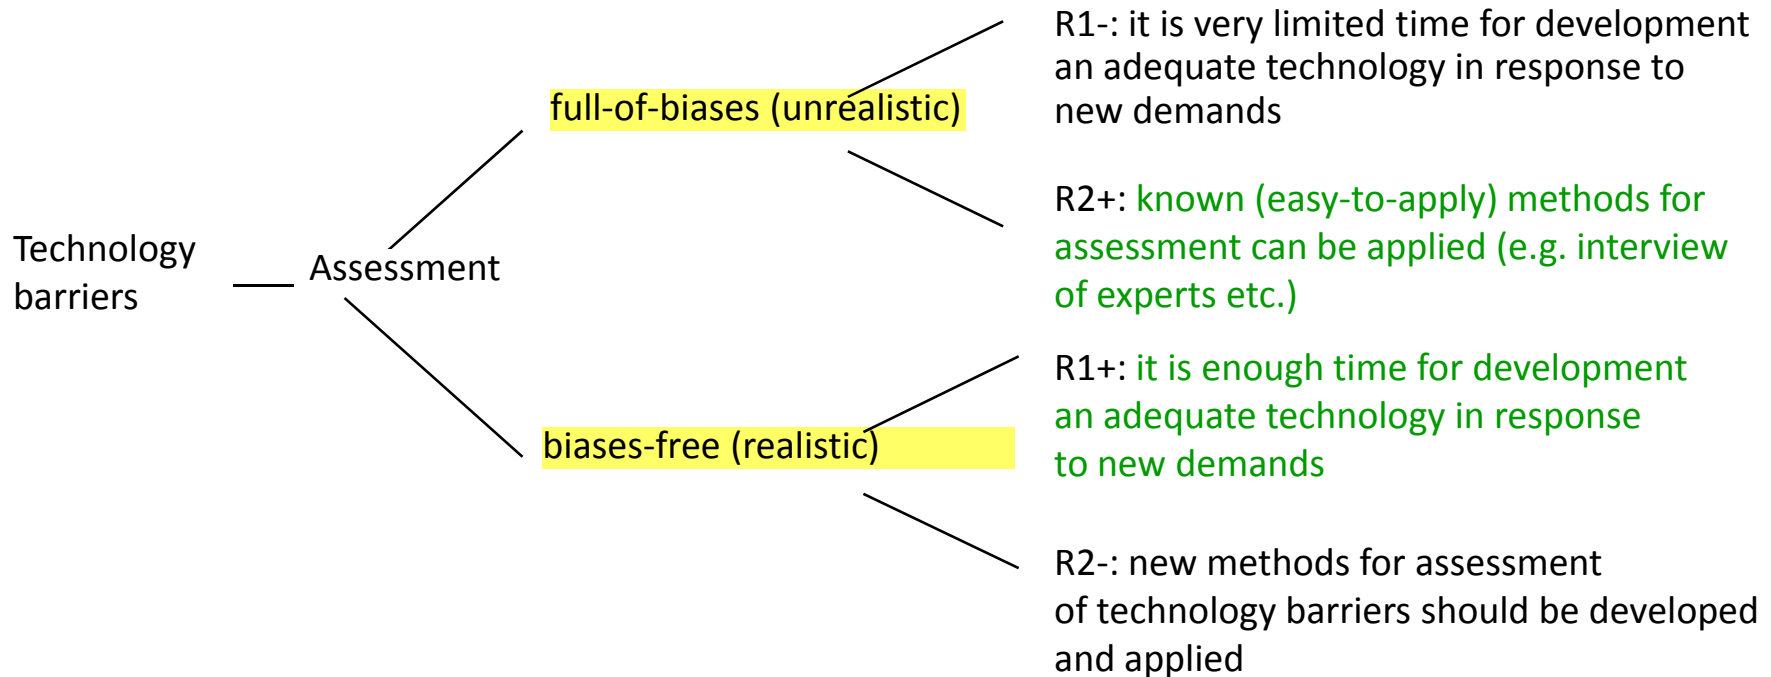 Technology
barriers
Assessment
full-of-biases (unrealistic)
R1-: it is very limited time for development
an adequate technology in response to
new demands
R2+: known (easy-to-apply) methods for
assessment can be applied (e.g. interview
of experts etc.)
biases-free (realistic)
R1+: it is enough time for development
an adequate technology in response
to new demands
R2-: new methods for assessment
of technology barriers should be developed
and applied